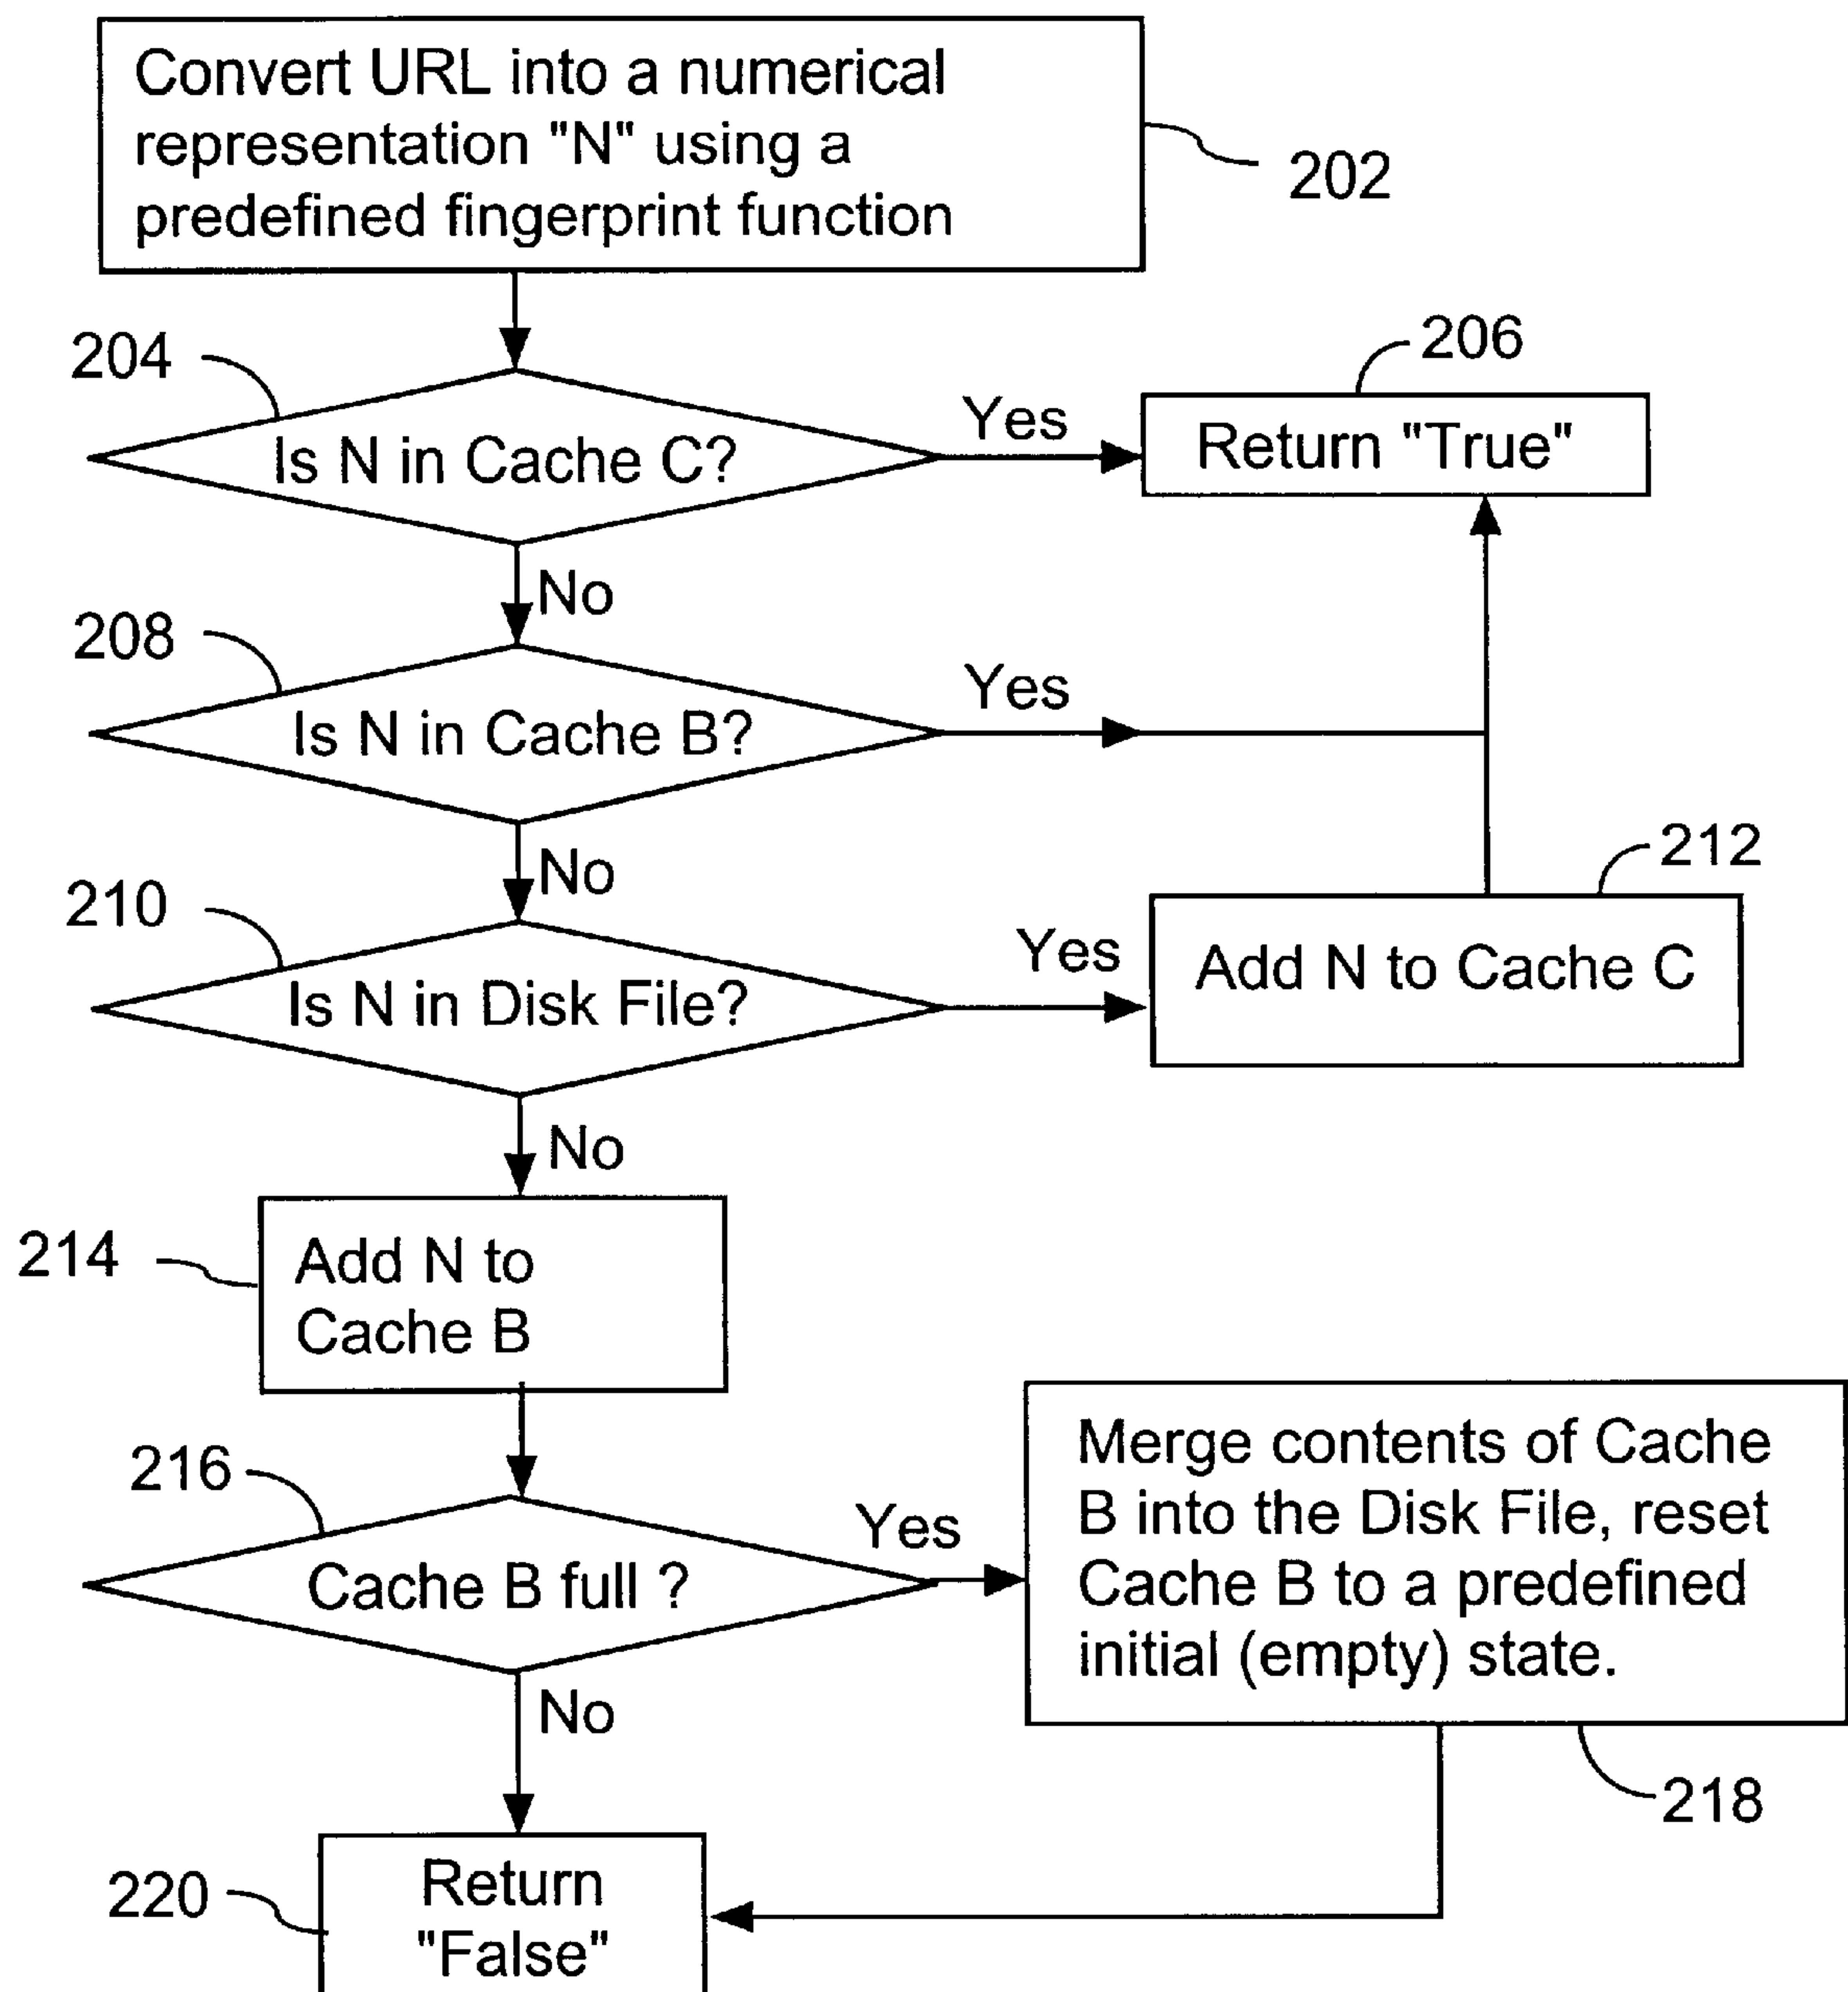 Convert URL into a numerical
representation "N" using a
predefined fingerprint function
202
204
206
Is N in Cache C?
Yes
Return "True"
No
208
Is N in Cache B?
Yes
No
210
212
Is N in Disk File?
Yes
Add N to Cache C
No
214
Add N to
Cache B
216
Cache B full ?
Yes
Merge contents of Cache
B into the Disk File, reset
Cache B to a predefined
initial (empty) state.
No
218
220
Return
"False"